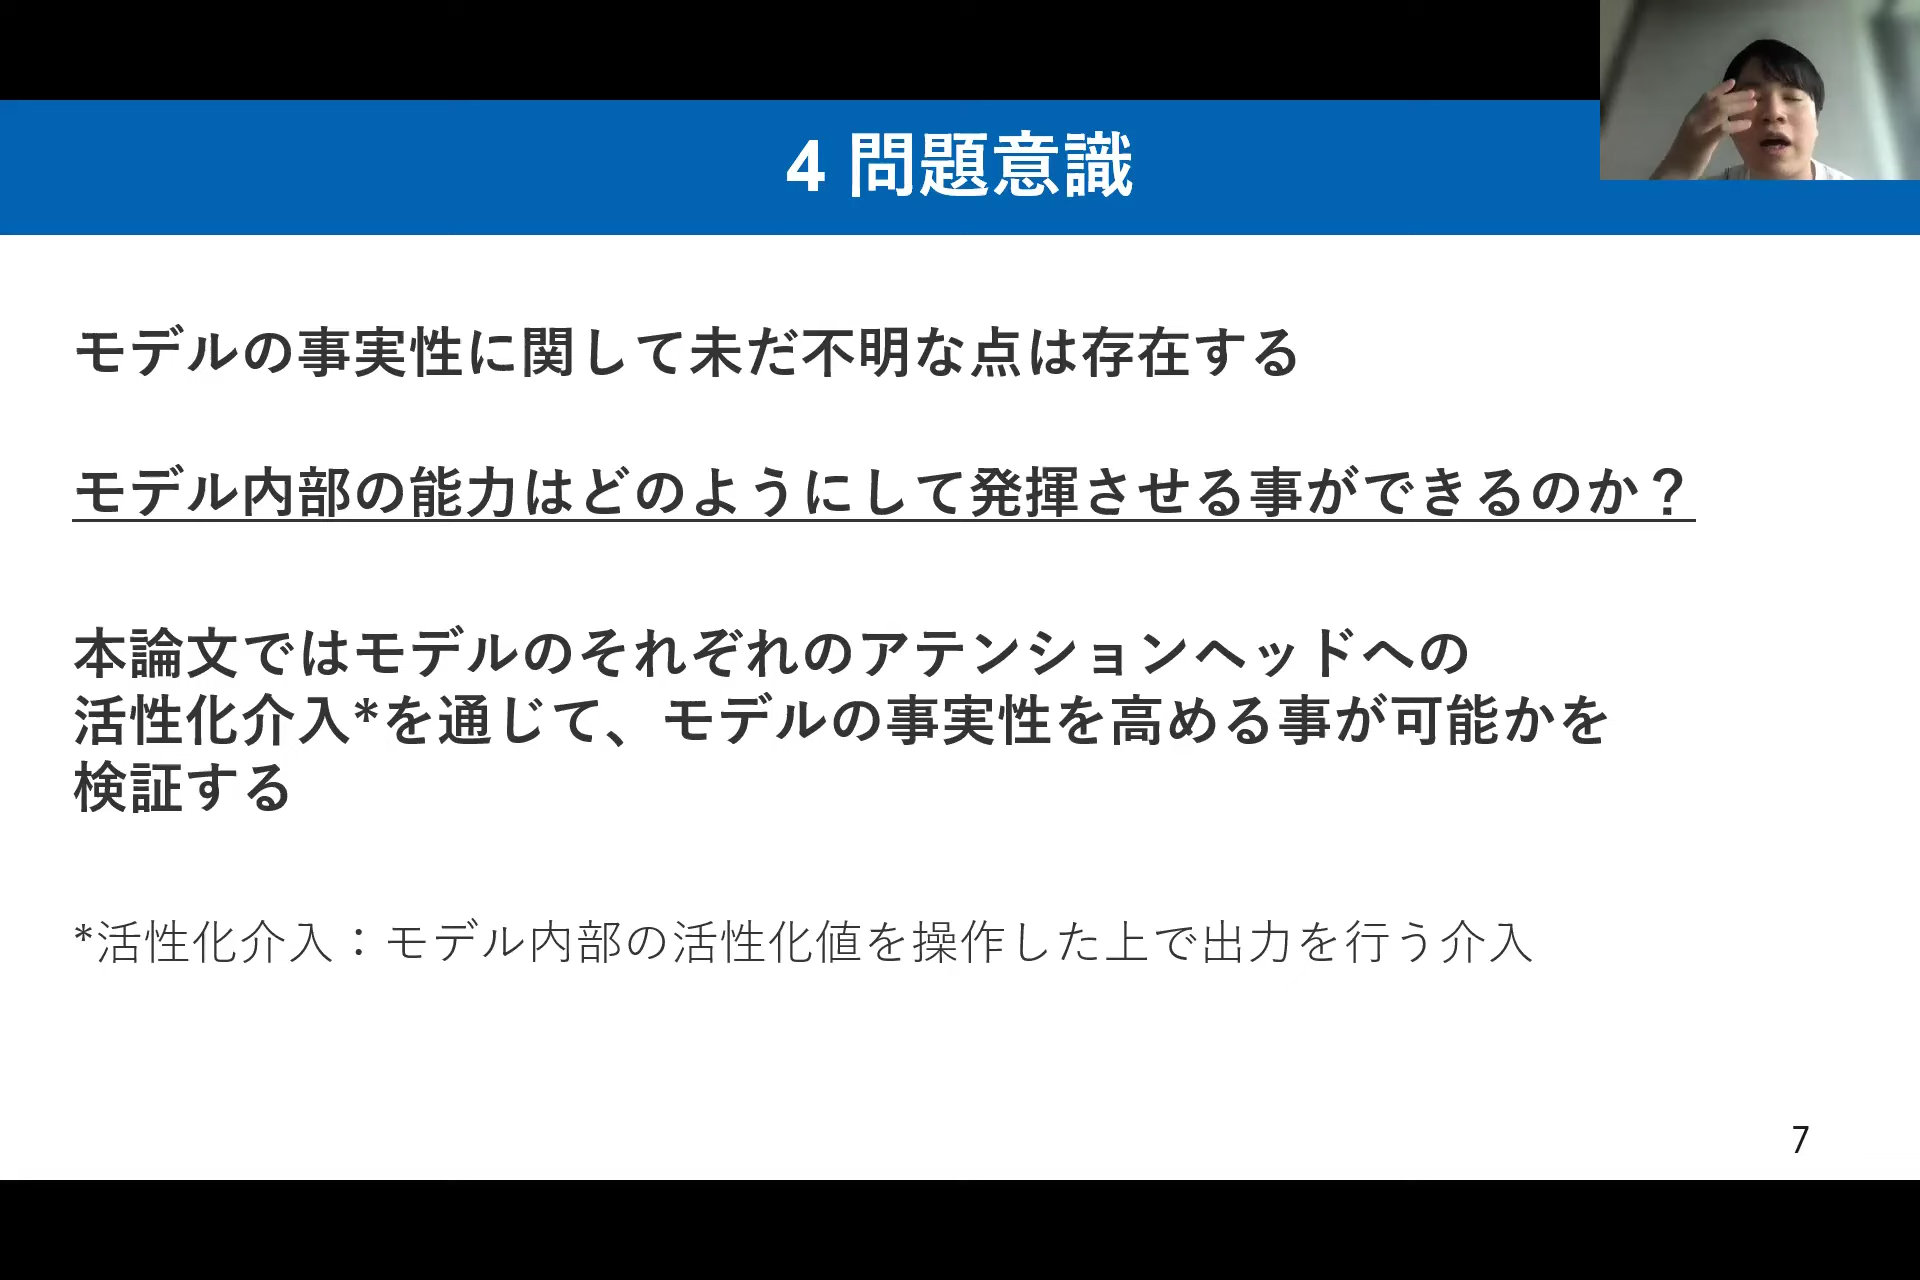 4 問題意識
モデルの事実性に関して未だ不明な点は存在する
モデル内部の能力はどのようにして発揮させる事ができるのか？
本論文ではモデルのそれぞれのアテンションヘッドへの
活性化介入*を通じて、モデルの事実性を高める事が可能かを
検証する
*活性化介入：モデル内部の活性化値を操作した上で出力を行う介入
7